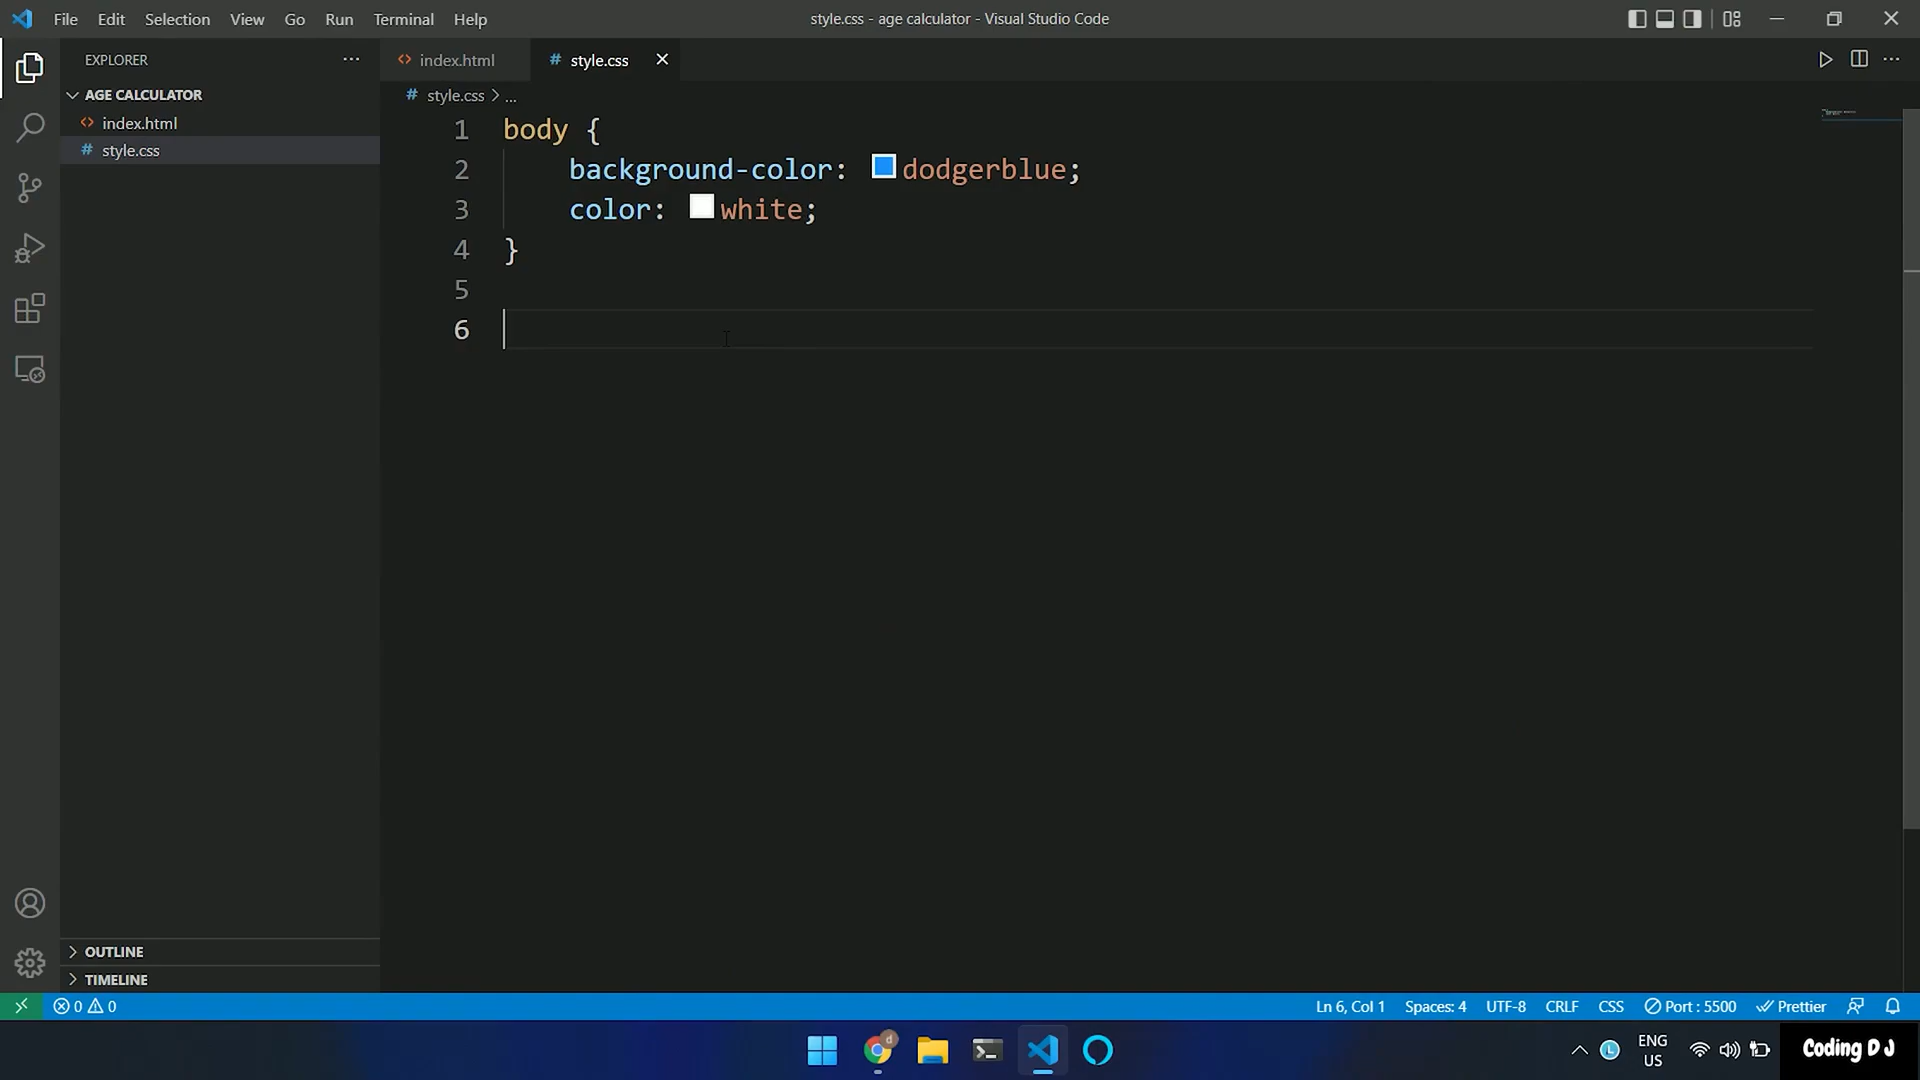 File Edit Selection View Go Run Terminal Help
style.css - age calculator - Visual Studio Code
EXPLORER
AGE CALCULATOR
index.html
style.css
index.html
style.css
style.css > ...
1 body {
2 background-color: dodgerblue;
3 color: white;
4 }
5
6
OUTLINE
TIMELINE
0 0
Ln 6, Col 1 Spaces: 4 UTF-8 CRLF CSS Port : 5500 Prettier
d
L
ENG
US
Coding D J